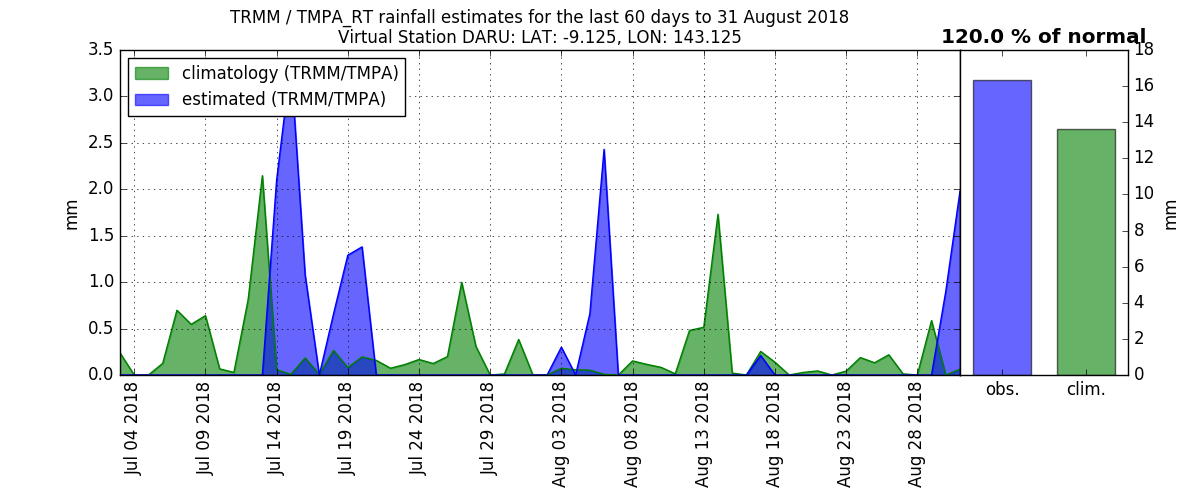 TRMM / TMPA_RT rainfall estimates for the last 60 days to 31 August 2018
Virtual Station DARU: LAT: -9.125, LON: 143.125
120.0 % of normal
climatology (TRMM/TMPA)
estimated (TRMM/TMPA)
3.5
3.0
2.5
2.0
1.5
1.0
0.5
0.0
mm
18
16
14
12
10
8
6
4
2
0
mm
Jul 04 2018
Jul 09 2018
Jul 14 2018
Jul 19 2018
Jul 24 2018
Jul 29 2018
Aug 03 2018
Aug 08 2018
Aug 13 2018
Aug 18 2018
Aug 23 2018
Aug 28 2018
obs.
clim.